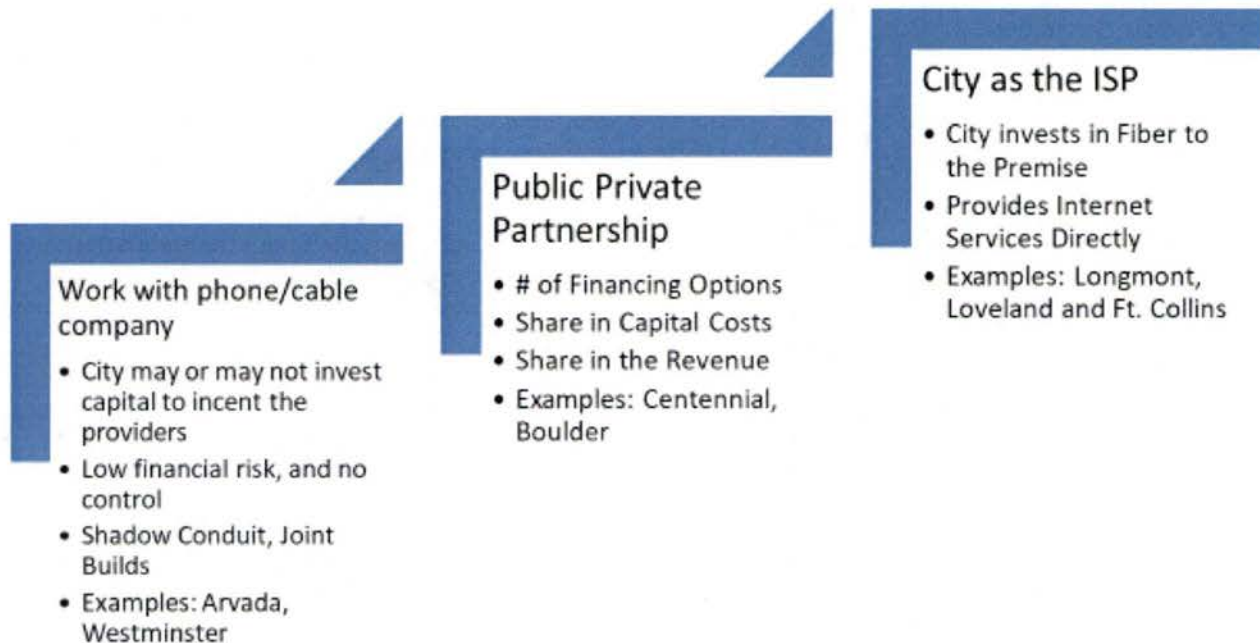 Work with phone/cable
company
• City may or may not invest
capital to incent the
providers
• Low financial risk, and no
control
• Shadow Conduit, Joint
Builds
• Examples: Arvada,
Westminster
Public Private
Partnership
• # of Financing Options
• Share in Capital Costs
• Share in the Revenue
• Examples: Centennial,
Boulder
City as the ISP
• City invests in Fiber to
the Premise
• Provides Internet
Services Directly
• Examples: Longmont,
Loveland and Ft. Collins